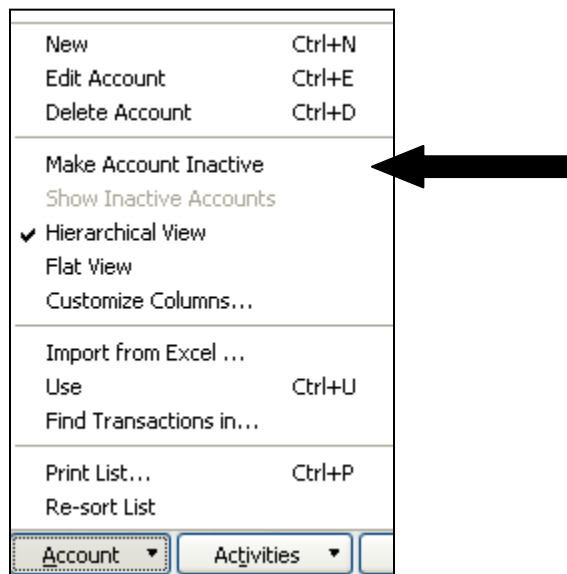 New Ctrl+N
Edit Account Ctrl+E
Delete Account Ctrl+D
Make Account Inactive
Show Inactive Accounts
Hierarchical View
Flat View
Customize Columns...
Import from Excel ...
Use Ctrl+U
Find Transactions in...
Print List... Ctrl+P
Re-sort List
Account Activities